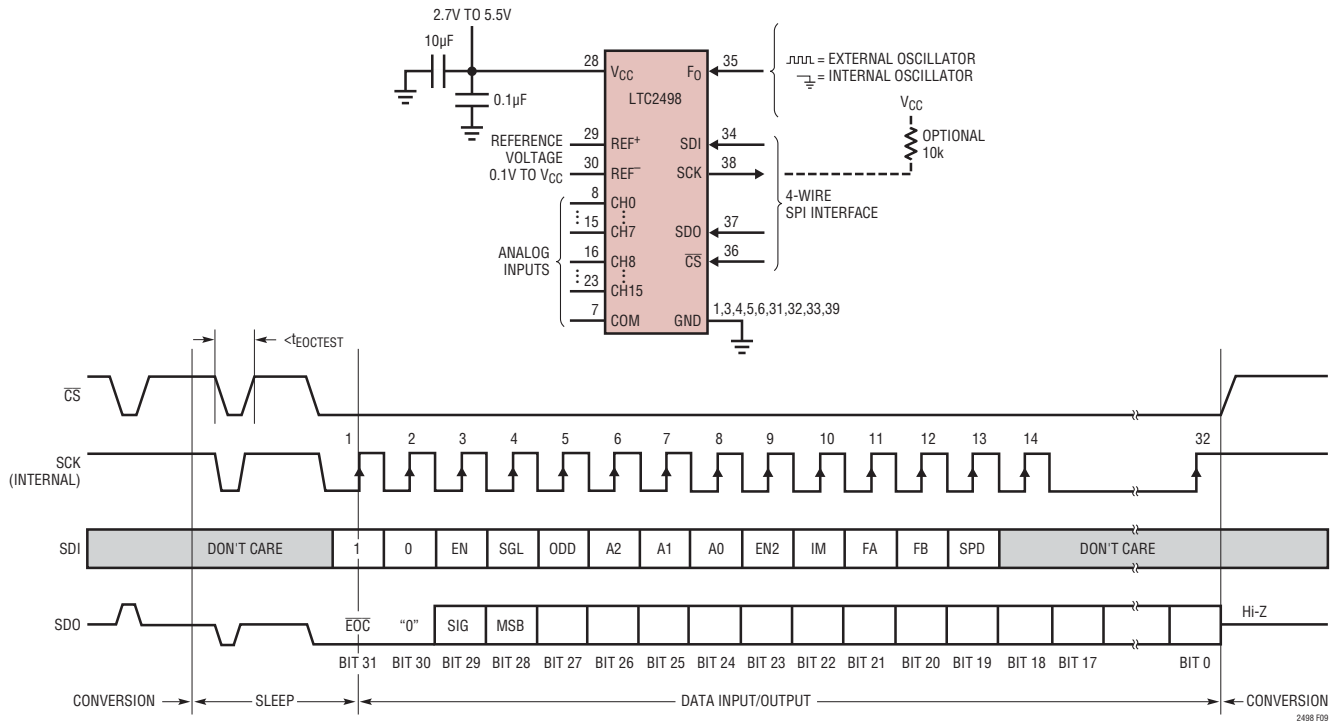 2.7V TO 5.5V
10µF
0.1µF
28
VCC
FO
35
= EXTERNAL OSCILLATOR
= INTERNAL OSCILLATOR
LTC2498
VCC
OPTIONAL
10k
REFERENCE
VOLTAGE
0.1V TO VCC
29
REF+
30
REF–
SDI
34
SCK
38
4-WIRE
SPI INTERFACE
SDO
37
CS
36
ANALOG
INPUTS
8
CH0
15
CH7
16
CH8
23
CH15
7
COM
GND
1,3,4,5,6,31,32,33,39
<tEOCTEST
CS
1 2 3 4 5 6 7 8 9 10 11 12 13 14 32
SCK
(INTERNAL)
SDI DON'T CARE 1 0 EN SGL ODD A2 A1 A0 EN2 IM FA FB SPD DON'T CARE
SDO EOC "0" SIG MSB Hi-Z
BIT 31 BIT 30 BIT 29 BIT 28 BIT 27 BIT 26 BIT 25 BIT 24 BIT 23 BIT 22 BIT 21 BIT 20 BIT 19 BIT 18 BIT 17 BIT 0
CONVERSION SLEEP DATA INPUT/OUTPUT CONVERSION
2498 F09